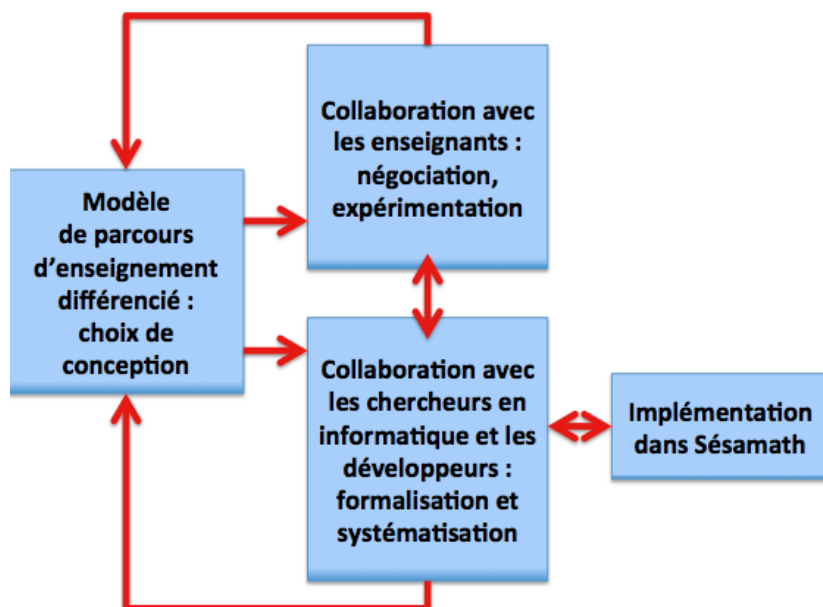 Collaboration avec
les enseignants :
négociation,
expérimentation
Modèle
de parcours
d’enseignement
différencié :
choix de
conception
Collaboration avec
les chercheurs en
informatique et les
développeurs :
formalisation et
systématisation
Implémentation
dans Sésamath